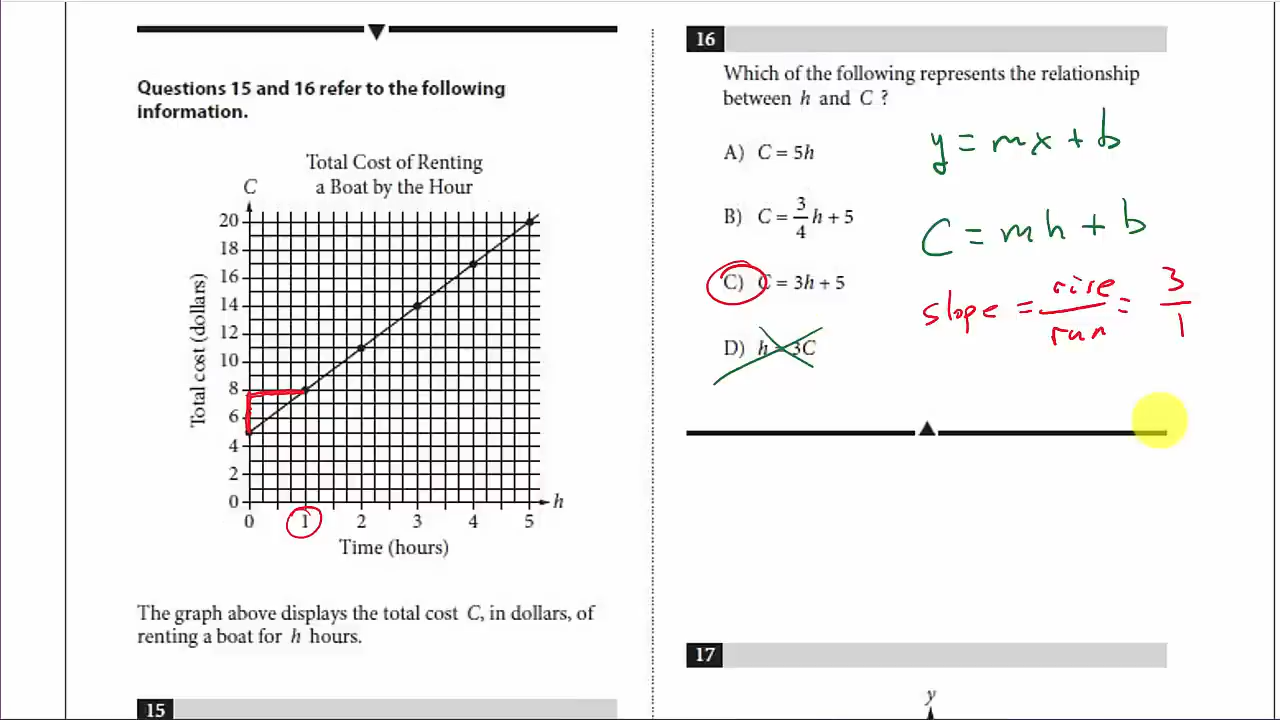 Questions 15 and 16 refer to the following
information.
Total Cost of Renting
a Boat by the Hour
C
20
18
16
14
12
10
8
6
4
2
0
Total cost (dollars)
0 1 2 3 4 5 h
Time (hours)
The graph above displays the total cost C, in dollars, of
renting a boat for h hours.
15
16
Which of the following represents the relationship
between h and C ?
A) C = 5h
B) C = 3/4 h + 5
C) C = 3h + 5
D) h = 3C
y = mx + b
C = mh + b
slope = rise/run = 3/1
17
y